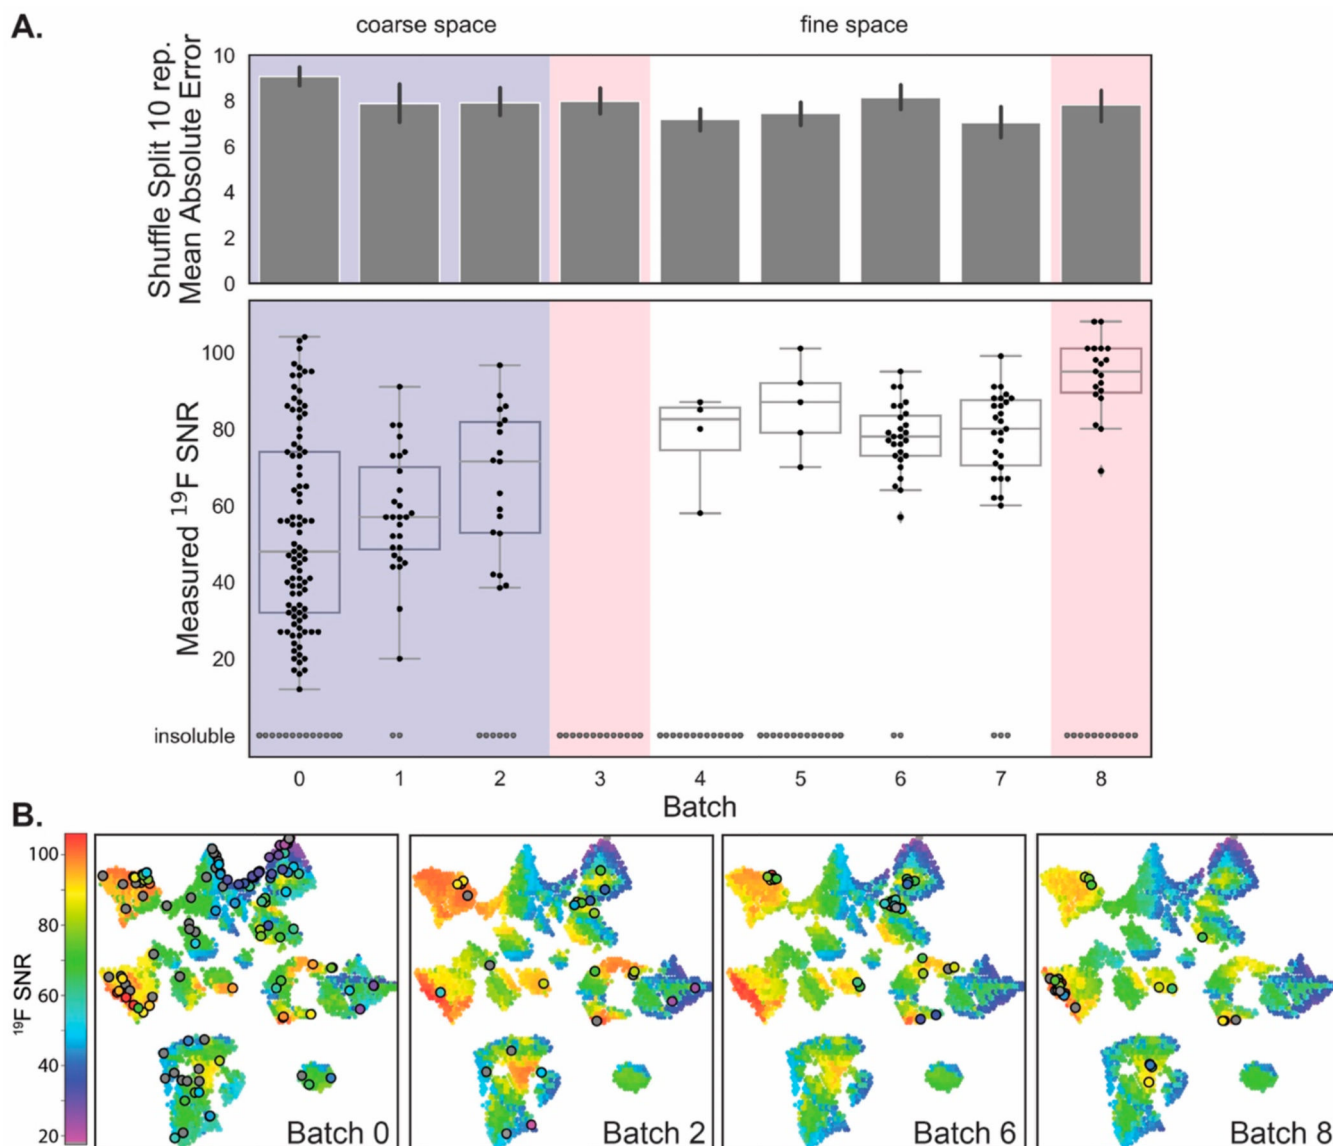 A.
coarse space
fine space
Shuffle Split 10 rep.
Mean Absolute Error
10
8
6
4
2
0
Measured ¹⁹F SNR
100
80
60
40
20
insoluble
0 1 2 3 4 5 6 7 8
Batch
B.
¹⁹F SNR
100
80
60
40
20
Batch 0
Batch 2
Batch 6
Batch 8